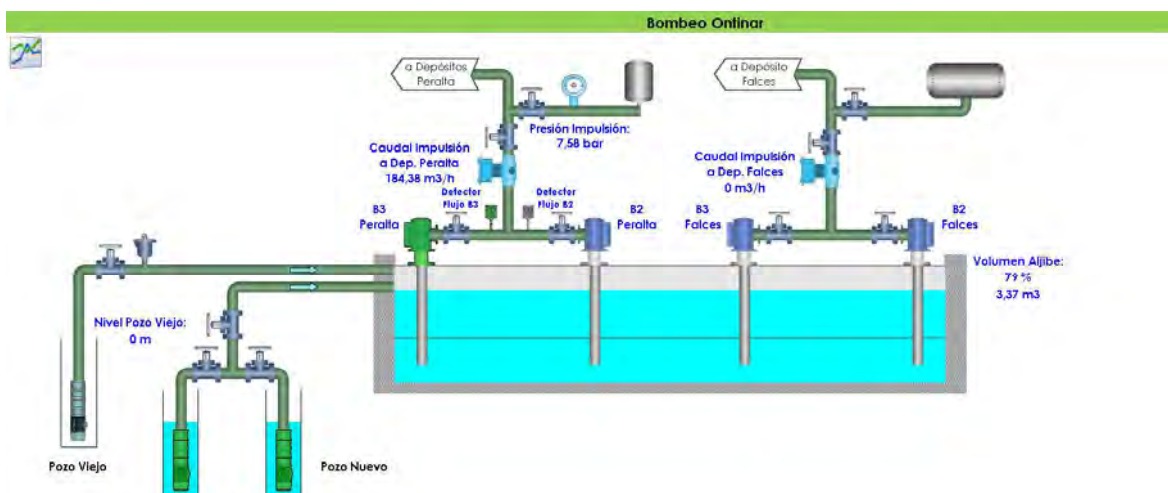 Bombeo Ontinar
a Depósitos
Peralta
a Depósito
Falces
Presión Impulsión:
7,58 bar
Caudal Impulsión
a Dep. Peralta
184,38 m3/h
Caudal Impulsión
a Dep. Falces
0 m3/h
Detecter
Flujo B3
Detecter
Flujo B2
B3
Peralta
B2
Peralta
B3
Falces
B2
Falces
Volumen Aljibe:
79 %
3,37 m3
Nivel Pozo Viejo:
0 m
Pozo Viejo
Pozo Nuevo